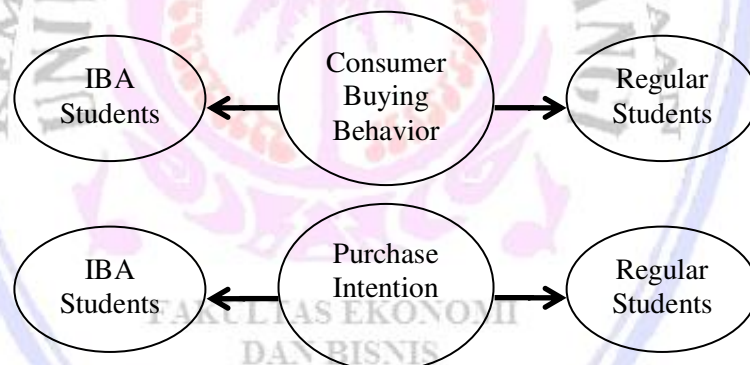 IBA
Students
Consumer
Buying
Behavior
Regular
Students
IBA
Students
Purchase
Intention
Regular
Students
FAKULTAS EKONOMI
DAN BISNIS